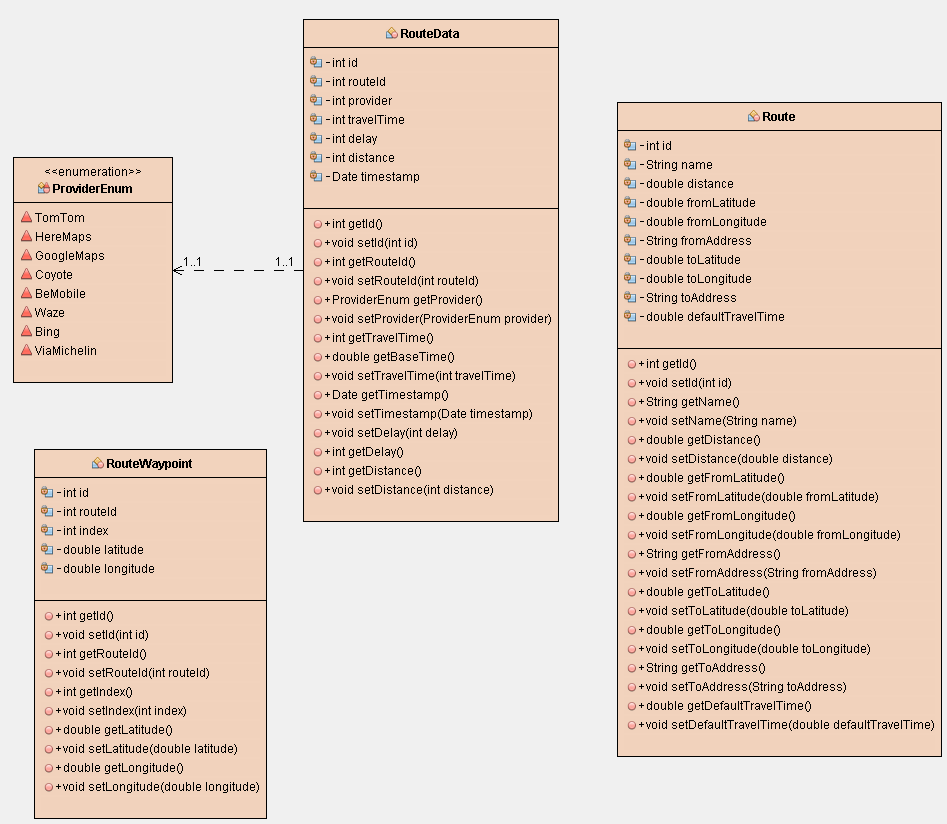 RouteData
-int id
-int routeId
-int provider
-int travelTime
-int delay
-int distance
-Date timestamp
+int getId()
+void setId(int id)
+int getRouteId()
+void setRouteId(int routeId)
+ProviderEnum getProvider()
+void setProvider(ProviderEnum provider)
+int getTravelTime()
+double getBaseTime()
+void setTravelTime(int travelTime)
+Date getTimestamp()
+void setTimestamp(Date timestamp)
+void setDelay(int delay)
+int getDelay()
+int getDistance()
+void setDistance(int distance)
<<enumeration>>
ProviderEnum
TomTom
HereMaps
GoogleMaps
Coyote
BeMobile
Waze
Bing
ViaMichelin
1..1
1..1
RouteWaypoint
-int id
-int routeId
-int index
-double latitude
-double longitude
+int getId()
+void setId(int id)
+int getRouteId()
+void setRouteId(int routeId)
+int getIndex()
+void setIndex(int index)
+double getLatitude()
+void setLatitude(double latitude)
+double getLongitude()
+void setLongitude(double longitude)
Route
-int id
-String name
-double distance
-double fromLatitude
-double fromLongitude
-String fromAddress
-double toLatitude
-double toLongitude
-String toAddress
-double defaultTravelTime
+int getId()
+void setId(int id)
+String getName()
+void setName(String name)
+double getDistance()
+void setDistance(double distance)
+double getFromLatitude()
+void setFromLatitude(double fromLatitude)
+double getFromLongitude()
+void setFromLongitude(double fromLongitude)
+String getFromAddress()
+void setFromAddress(String fromAddress)
+double getToLatitude()
+void setToLatitude(double toLatitude)
+double getToLongitude()
+void setToLongitude(double toLongitude)
+String getToAddress()
+void setToAddress(String toAddress)
+double getDefaultTravelTime()
+void setDefaultTravelTime(double defaultTravelTime)